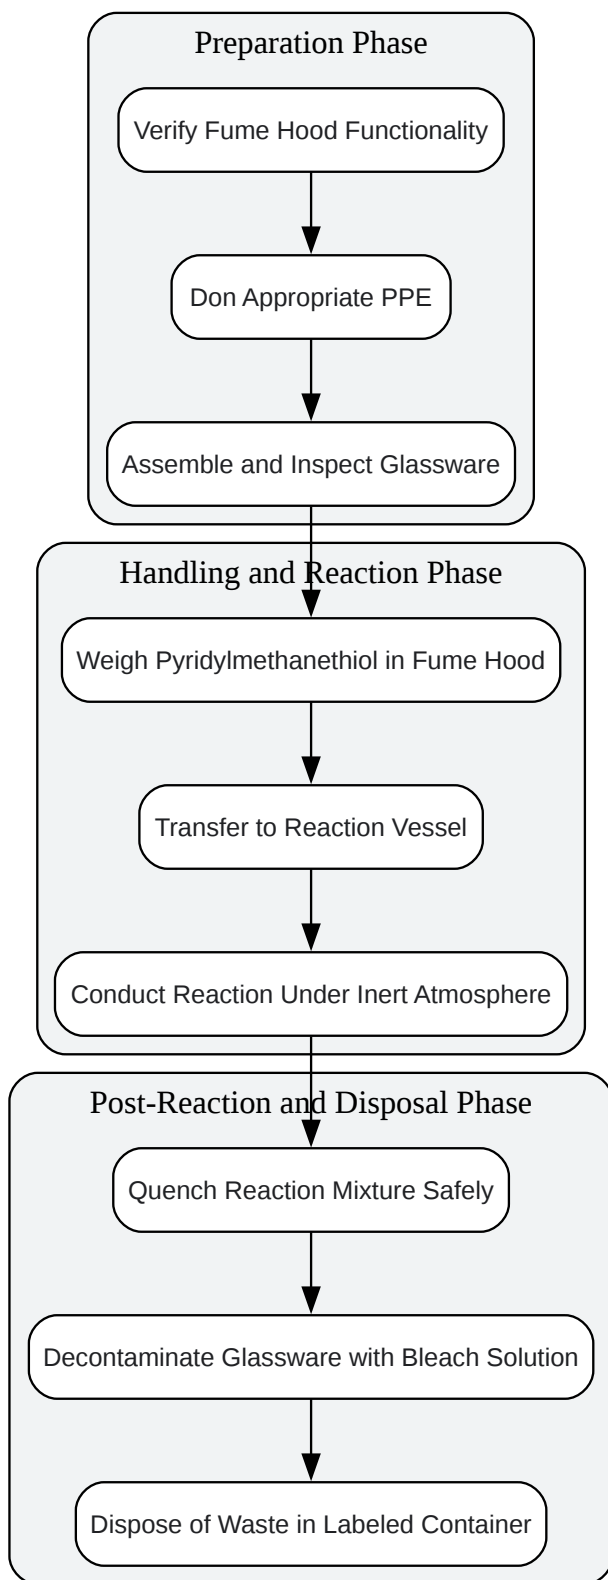 Preparation Phase
Verify Fume Hood Functionality
Don Appropriate PPE
Assemble and Inspect Glassware
Handling and Reaction Phase
Weigh Pyridylmethanethiol in Fume Hood
Transfer to Reaction Vessel
Conduct Reaction Under Inert Atmosphere
Post-Reaction and Disposal Phase
Quench Reaction Mixture Safely
Decontaminate Glassware with Bleach Solution
Dispose of Waste in Labeled Container